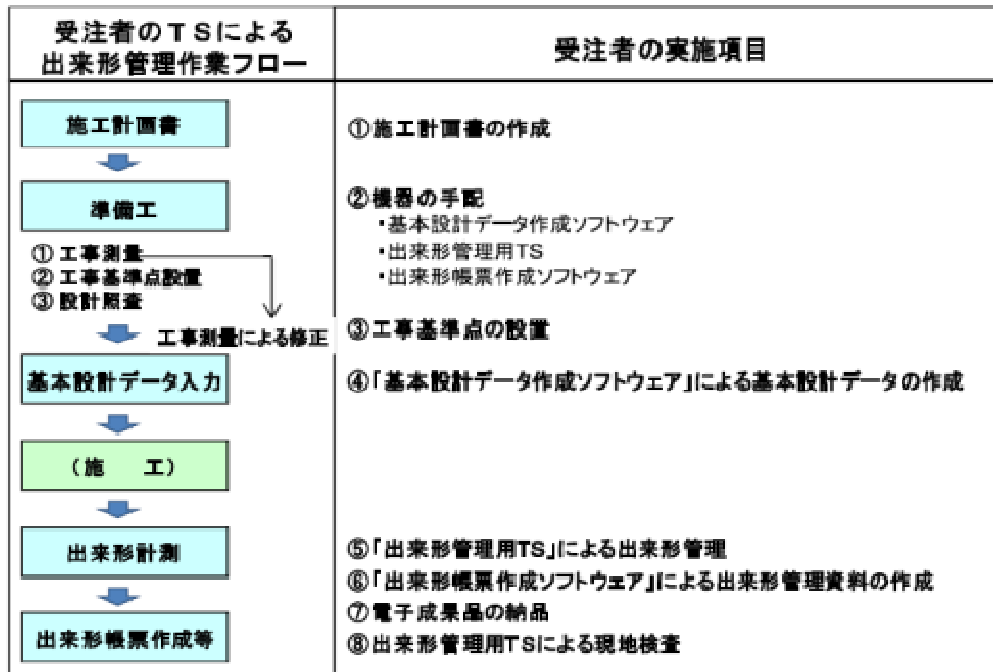 受注者のTSによる
出来形管理作業フロー
受注者の実施項目
施工計画書
①施工計画書の作成
準備工
②機器の手配
・基本設計データ作成ソフトウェア
・出来形管理用TS
・出来形帳票作成ソフトウェア
①工事測量
②工事基準点設置
③設計照査
工事測量による修正
③工事基準点の設置
基本設計データ入力
④「基本設計データ作成ソフトウェア」による基本設計データの作成
（施　工）
出来形計測
⑤「出来形管理用TS」による出来形管理
⑥「出来形帳票作成ソフトウェア」による出来形管理資料の作成
⑦電子成果品の納品
出来形帳票作成等
⑧出来形管理用TSによる現地検査